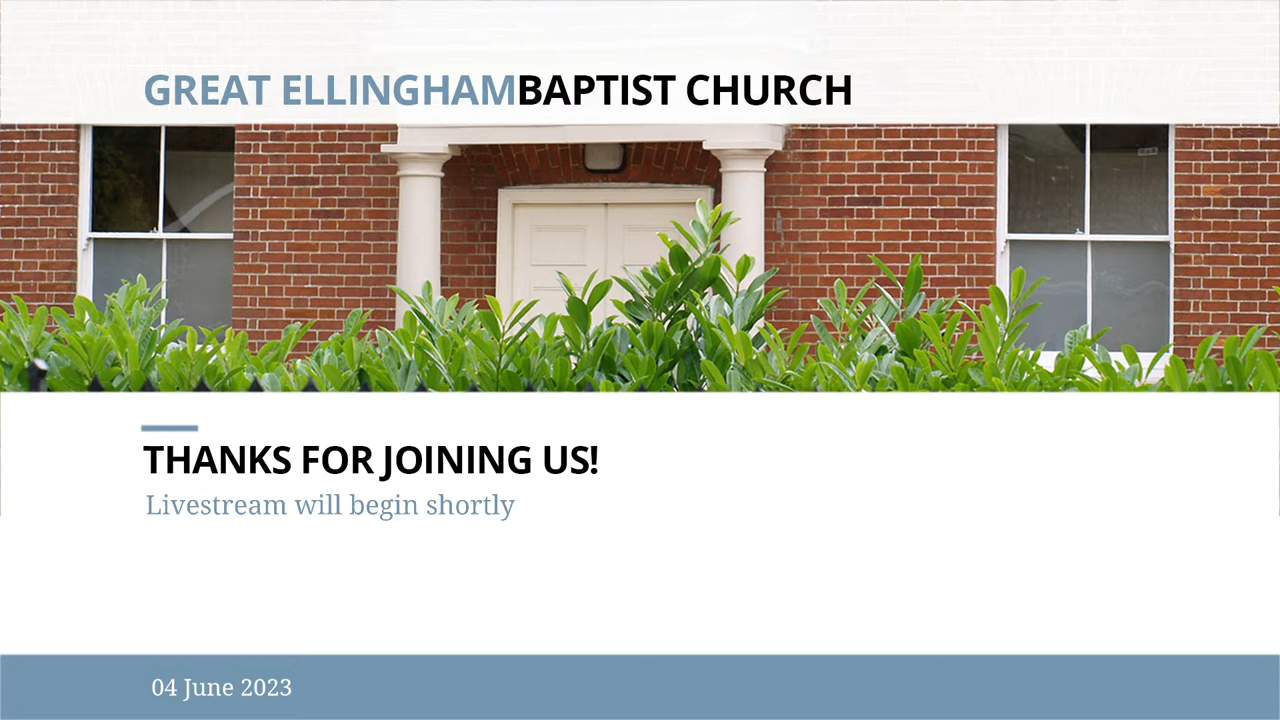 GREAT ELLINGHAMBAPTIST CHURCH
THANKS FOR JOINING US!
Livestream will begin shortly
04 June 2023